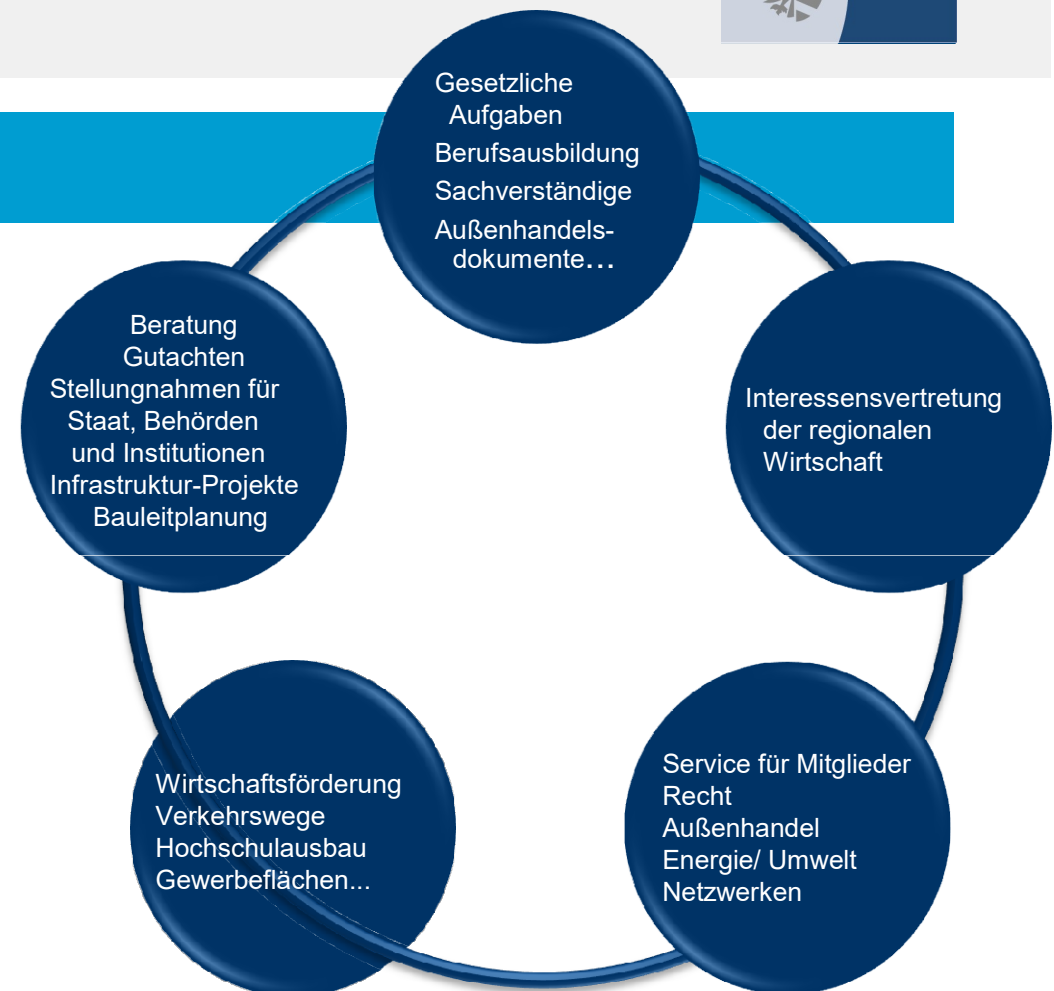 Gesetzliche
Aufgaben
Berufsausbildung
Sachverständige
Außenhandels-
dokumente...
Beratung
Gutachten
Stellungnahmen für
Staat, Behörden
und Institutionen
Infrastruktur-Projekte
Bauleitplanung
Interessensvertretung
der regionalen
Wirtschaft
Wirtschaftsförderung
Verkehrswege
Hochschulausbau
Gewerbeflächen...
Service für Mitglieder
Recht
Außenhandel
Energie/ Umwelt
Netzwerken